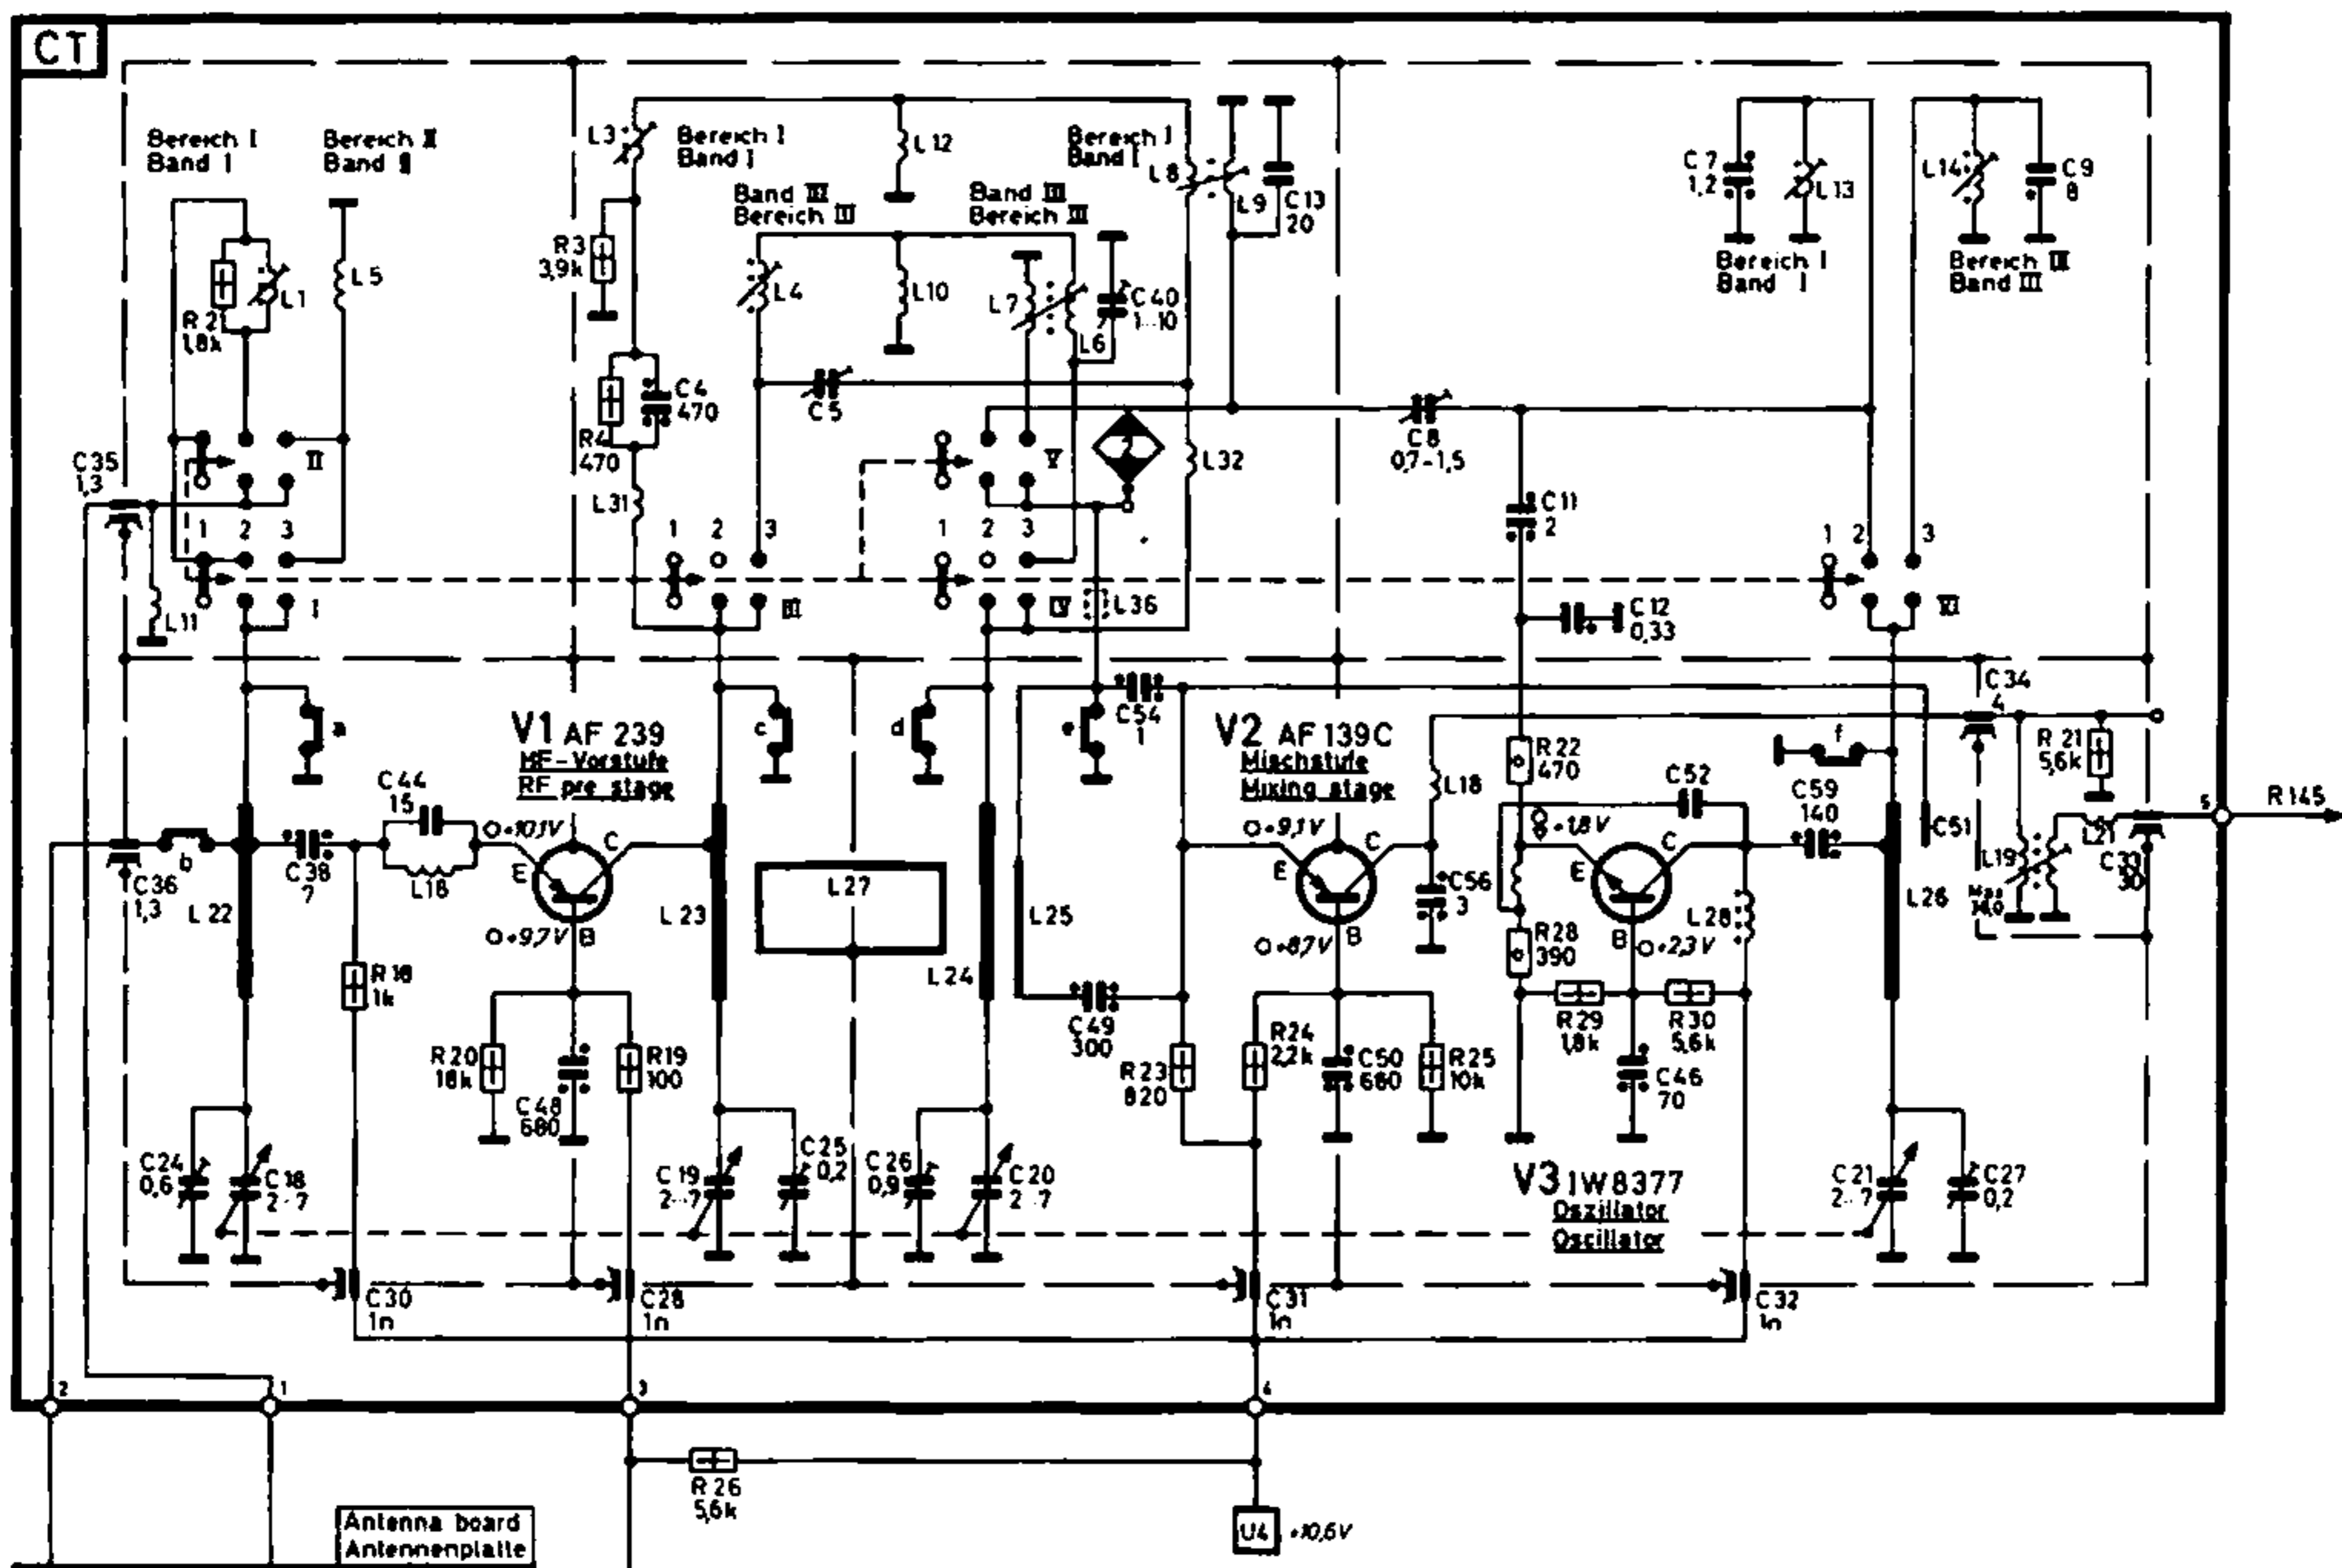 CT
Bereich I
Band I
Bereich II
Band II
L3
Bereich I
Band I
L12
Bereich I
Band I
L8
L9
C13
20
C7
1,2
L13
L14
C9
8
Bereich I
Band I
Bereich III
Band III
Band III
Bereich III
Band III
Bereich III
R3
3,9k
L4
L10
L7
L6
C40
1-10
L1
L5
R2
1,8k
C4
470
R4
470
C5
C8
0,7-1,5
L32
L31
C35
1,3
II
V
C11
2
1 2 3
1 2 3
1 2 3
1 2 3
L11
I
III
IV
L36
C12
0,33
VI
a
c
d
e
C54
1
C34
4
V1 AF 239
HF-Vorstufe
RF pre stage
V2 AF 139C
Mischstufe
Mixing stage
R22
470
f
R21
5,6k
L18
C52
C59
140
C44
15
+10,1V
+9,1V
+1,8V
5
R145
b
C36
1,3
C38
7
L16
E
C
B
L22
L23
L27
L25
E
C
B
C56
3
E
C
B
L28
L26
C51
L19
L21
C33
30
+9,7V
L24
+8,7V
R28
390
+2,3V
R18
1k
C49
300
R29
1,8k
R30
5,6k
R20
18k
C48
680
R19
100
R23
820
R24
2,2k
C50
680
R25
10k
C46
70
C24
0,6
C18
2-7
C19
2-7
C25
0,2
C26
0,9
C20
2-7
V3 1W8377
Oszillator
Oscillator
C21
2-7
C27
0,2
C30
1n
C28
1n
C31
1n
C32
1n
2
1
3
4
R26
5,6k
Antenna board
Antennenplatte
U4
+10,6V